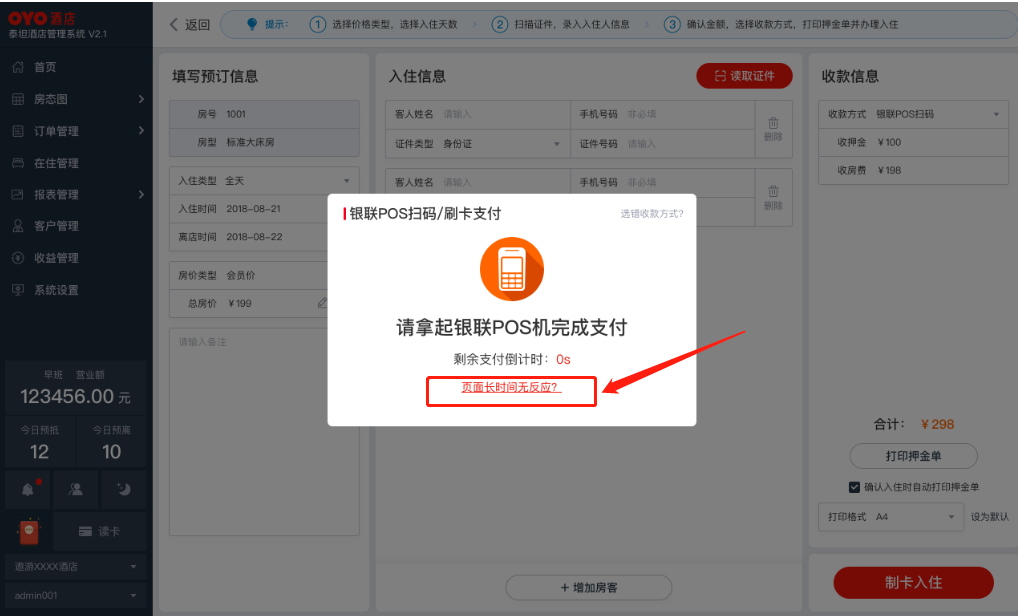 OYO 酒店
泰坦酒店管理系统 V2.1
首页
房态图
订单管理
在住管理
报表管理
客户管理
收益管理
系统设置
早班 营业额
123456.00 元
今日预抵 今日预离
12 10
读卡
遨游XXXX酒店
admin001
返回
提示:
1 选择价格类型，选择入住天数
2 扫描证件，录入入住人信息
3 确认金额，选择收款方式，打印押金单并办理入住
填写预订信息
房号 1001
房型 标准大床房
入住类型 全天
入住时间 2018-08-21
离店时间 2018-08-22
房价类型 会员价
总房价 ￥199
请输入备注
入住信息
读取证件
客人姓名 请输入 手机号码 非必填
证件类型 身份证 证件号码 请输入
删除
客人姓名 请输入 手机号码 非必填
删除
+ 增加房客
银联POS扫码/刷卡支付
选错收款方式?
请拿起银联POS机完成支付
剩余支付倒计时: 0s
页面长时间无反应?
收款信息
收款方式 银联POS扫码
收押金 ￥100
收房费 ￥198
合计: ￥298
打印押金单
确认入住时自动打印押金单
打印格式 A4 设为默认
制卡入住